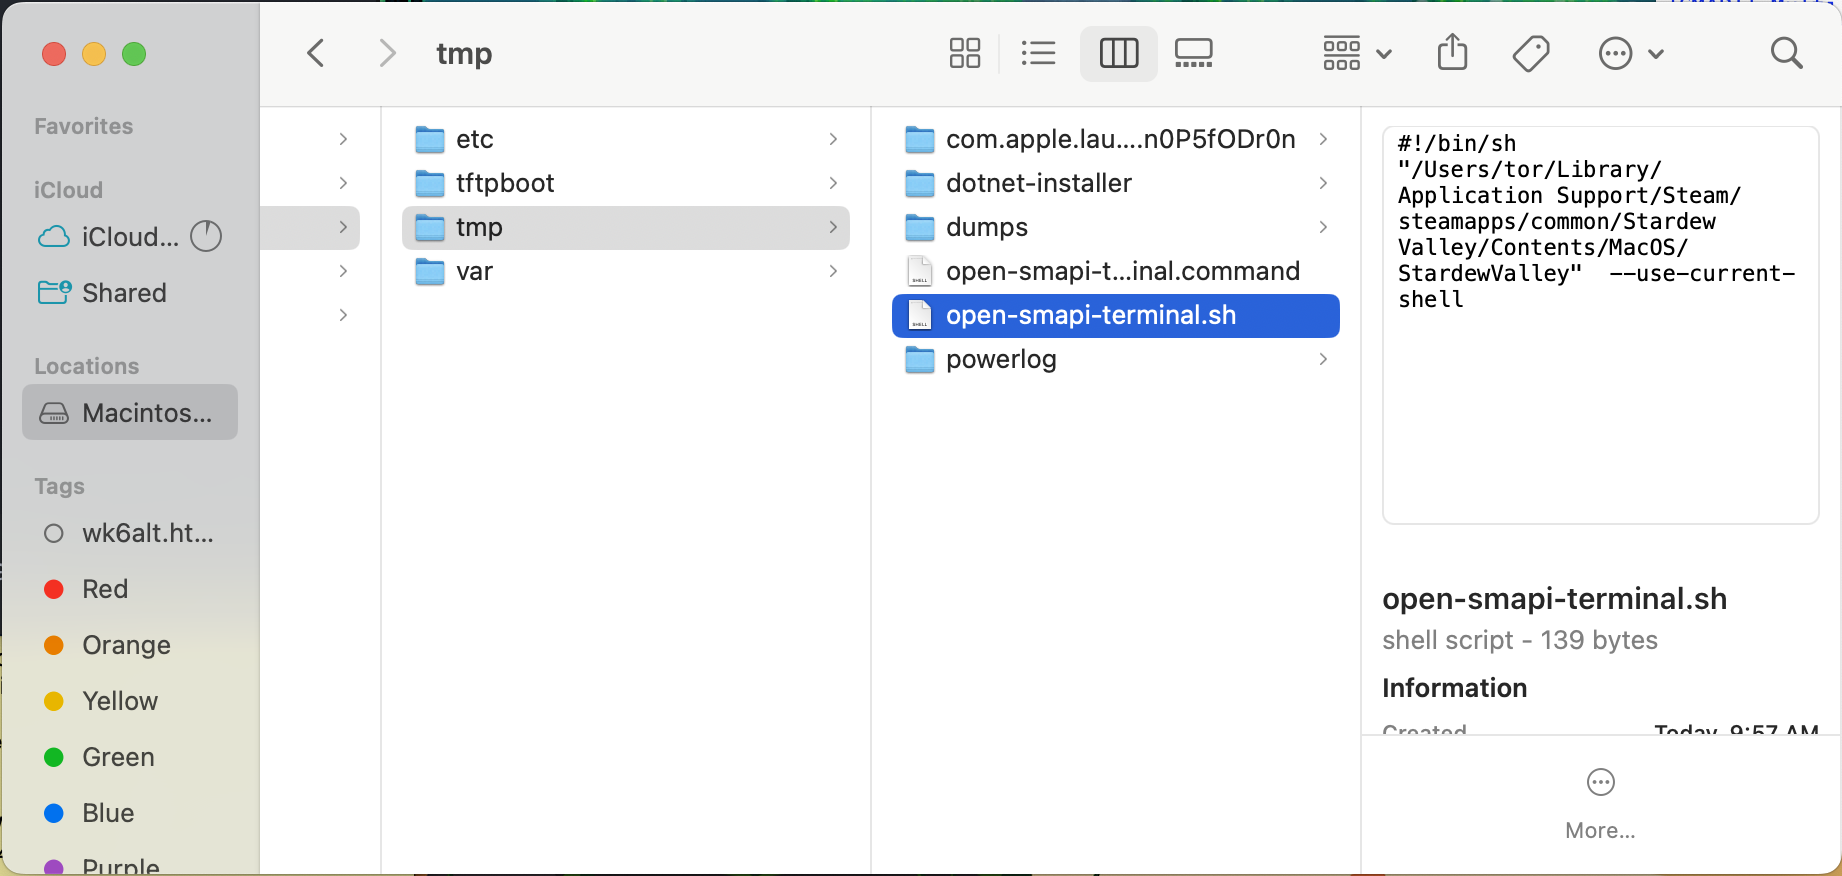 tmp
Favorites
iCloud
iCloud...
Shared
Locations
Macintos...
Tags
wk6alt.ht...
Red
Orange
Yellow
Green
Blue
Purple
etc
tftpboot
tmp
var
com.apple.lau....n0P5fODr0n
dotnet-installer
dumps
open-smapi-t...inal.command
open-smapi-terminal.sh
powerlog
#!/bin/sh
"/Users/tor/Library/
Application Support/Steam/
steamapps/common/Stardew
Valley/Contents/MacOS/
StardewValley"  --use-current-
shell
open-smapi-terminal.sh
shell script - 139 bytes
Information
Created Today, 9:57 AM
More...